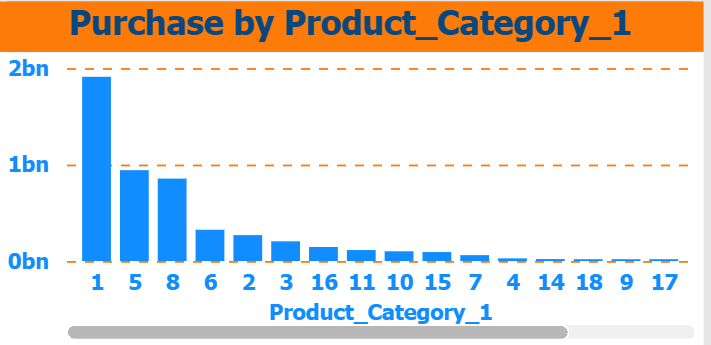 Purchase by Product_Category_1
2bn
1bn
0bn
1 5 8 6 2 3 16 11 10 15 7 4 14 18 9 17
Product_Category_1